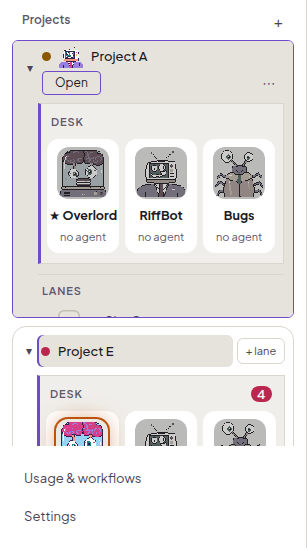 Projects +
Project A
Open ...
DESK
★ Overlord RiffBot Bugs
no agent no agent no agent
LANES
Project E + lane
DESK 4
Usage & workflows
Settings